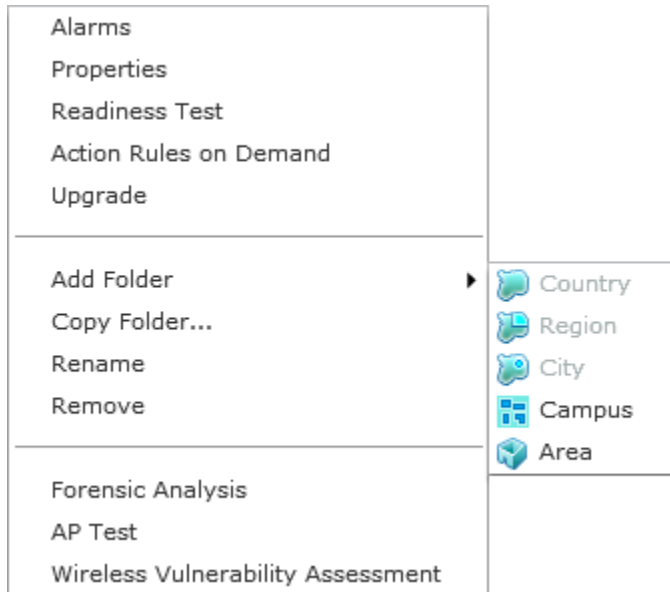 Alarms
Properties
Readiness Test
Action Rules on Demand
Upgrade
Add Folder
Copy Folder...
Rename
Remove
Forensic Analysis
AP Test
Wireless Vulnerability Assessment
Country
Region
City
Campus
Area